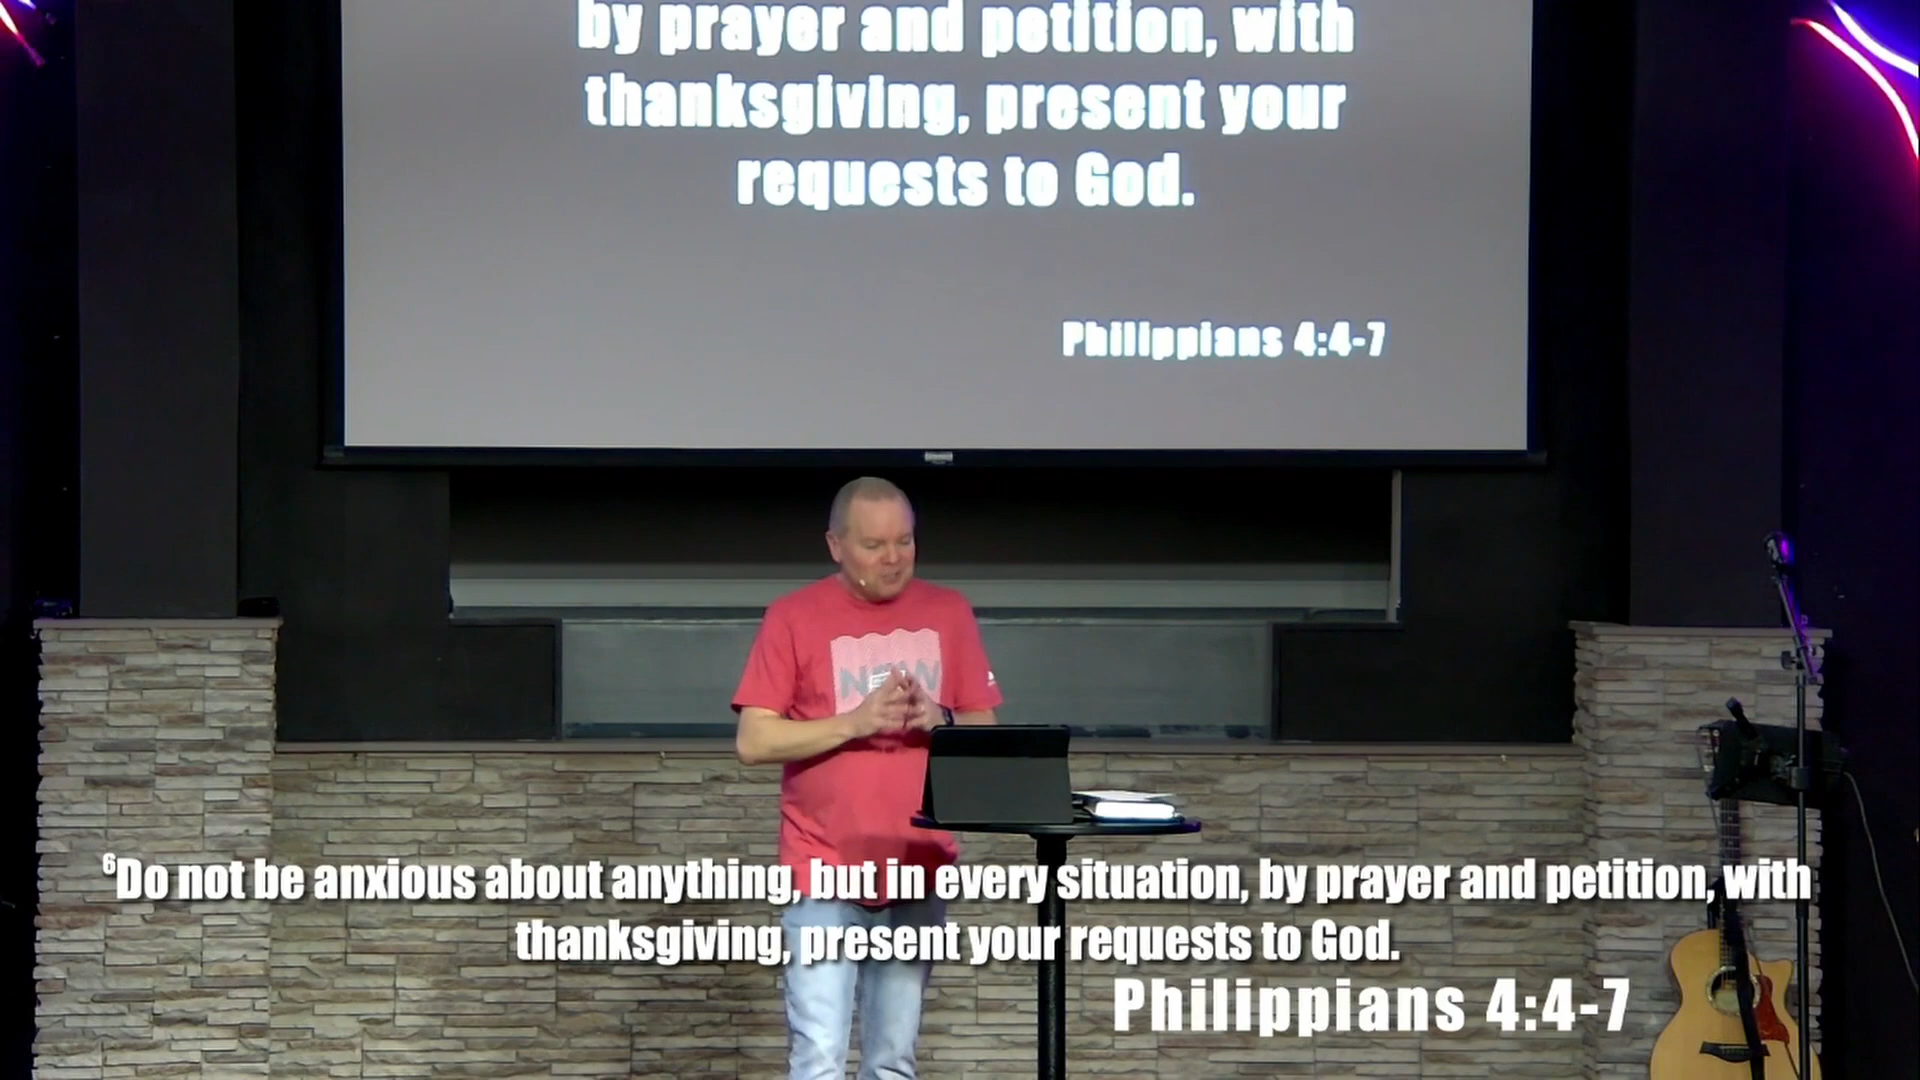 by prayer and petition, with
thanksgiving, present your
requests to God.
Philippians 4:4-7
NEW
⁶Do not be anxious about anything, but in every situation, by prayer and petition, with
thanksgiving, present your requests to God.
Philippians 4:4-7